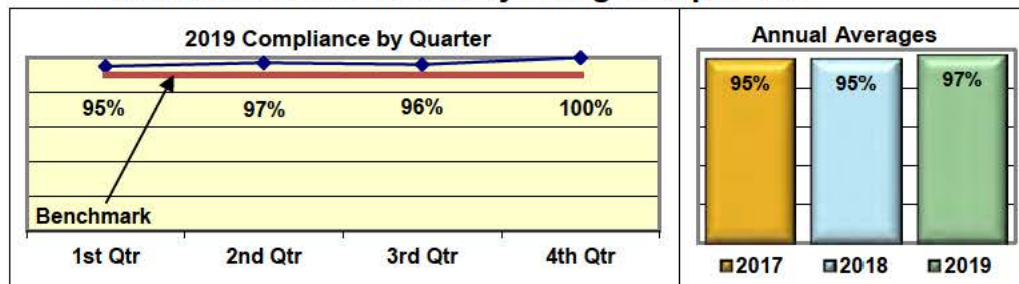 2019 Compliance by Quarter
95%
97%
96%
100%
Benchmark
1st Qtr
2nd Qtr
3rd Qtr
4th Qtr
Annual Averages
95%
95%
97%
2017
2018
2019